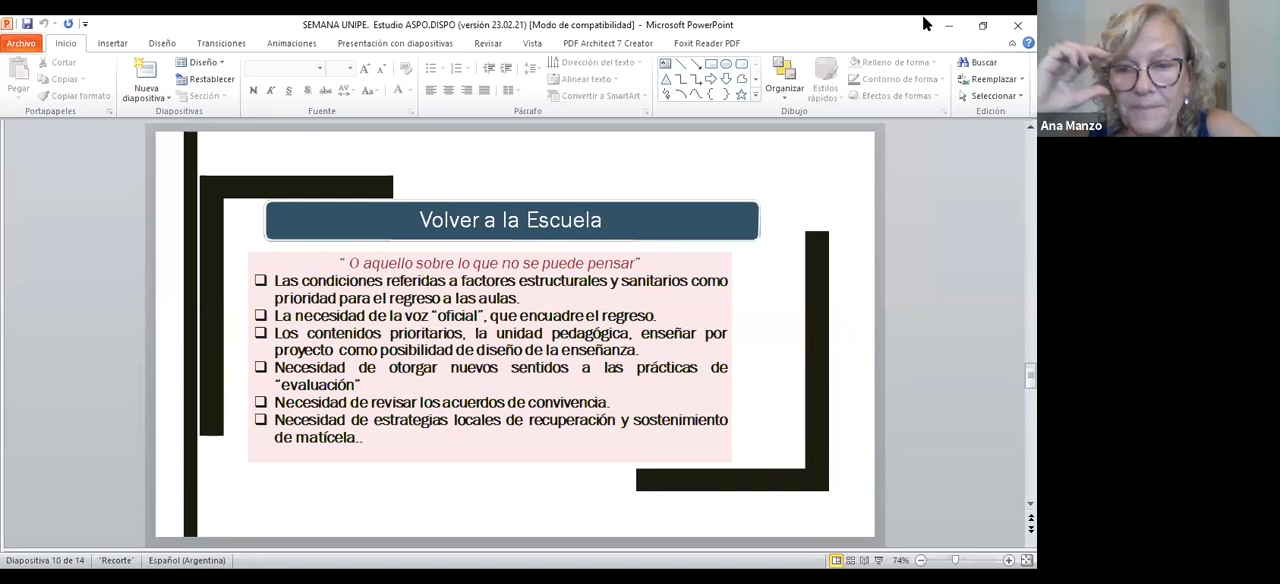 SEMANA UNIPE. Estudio ASPO.DISPO (versión 23.02.21) [Modo de compatibilidad] - Microsoft PowerPoint
Archivo Inicio Insertar Diseño Transiciones Animaciones Presentación con diapositivas Revisar Vista PDF Architect 7 Creator Foxit Reader PDF
Pegar
Cortar
Copiar
Copiar formato
Portapapeles
Nueva
diapositiva
Diseño
Restablecer
Sección
Diapositivas
N K S S abc AV Aa A
Fuente
Dirección del texto
Alinear texto
Convertir a SmartArt
Párrafo
Organizar
Estilos
rápidos
Relleno de forma
Contorno de forma
Efectos de formas
Dibujo
Buscar
Reemplazar
Seleccionar
Edición
Ana Manzo
Volver a la Escuela
“ O aquello sobre lo que no se puede pensar”
❑ Las condiciones referidas a factores estructurales y sanitarios como
prioridad para el regreso a las aulas.
❑ La necesidad de la voz “oficial”, que encuadre el regreso.
❑ Los contenidos prioritarios, la unidad pedagógica, enseñar por
proyecto como posibilidad de diseño de la enseñanza.
❑ Necesidad de otorgar nuevos sentidos a las prácticas de
“evaluación”
❑ Necesidad de revisar los acuerdos de convivencia.
❑ Necesidad de estrategias locales de recuperación y sostenimiento
de matícela..
Diapositiva 10 de 14 "Recorte" Español (Argentina) 74%